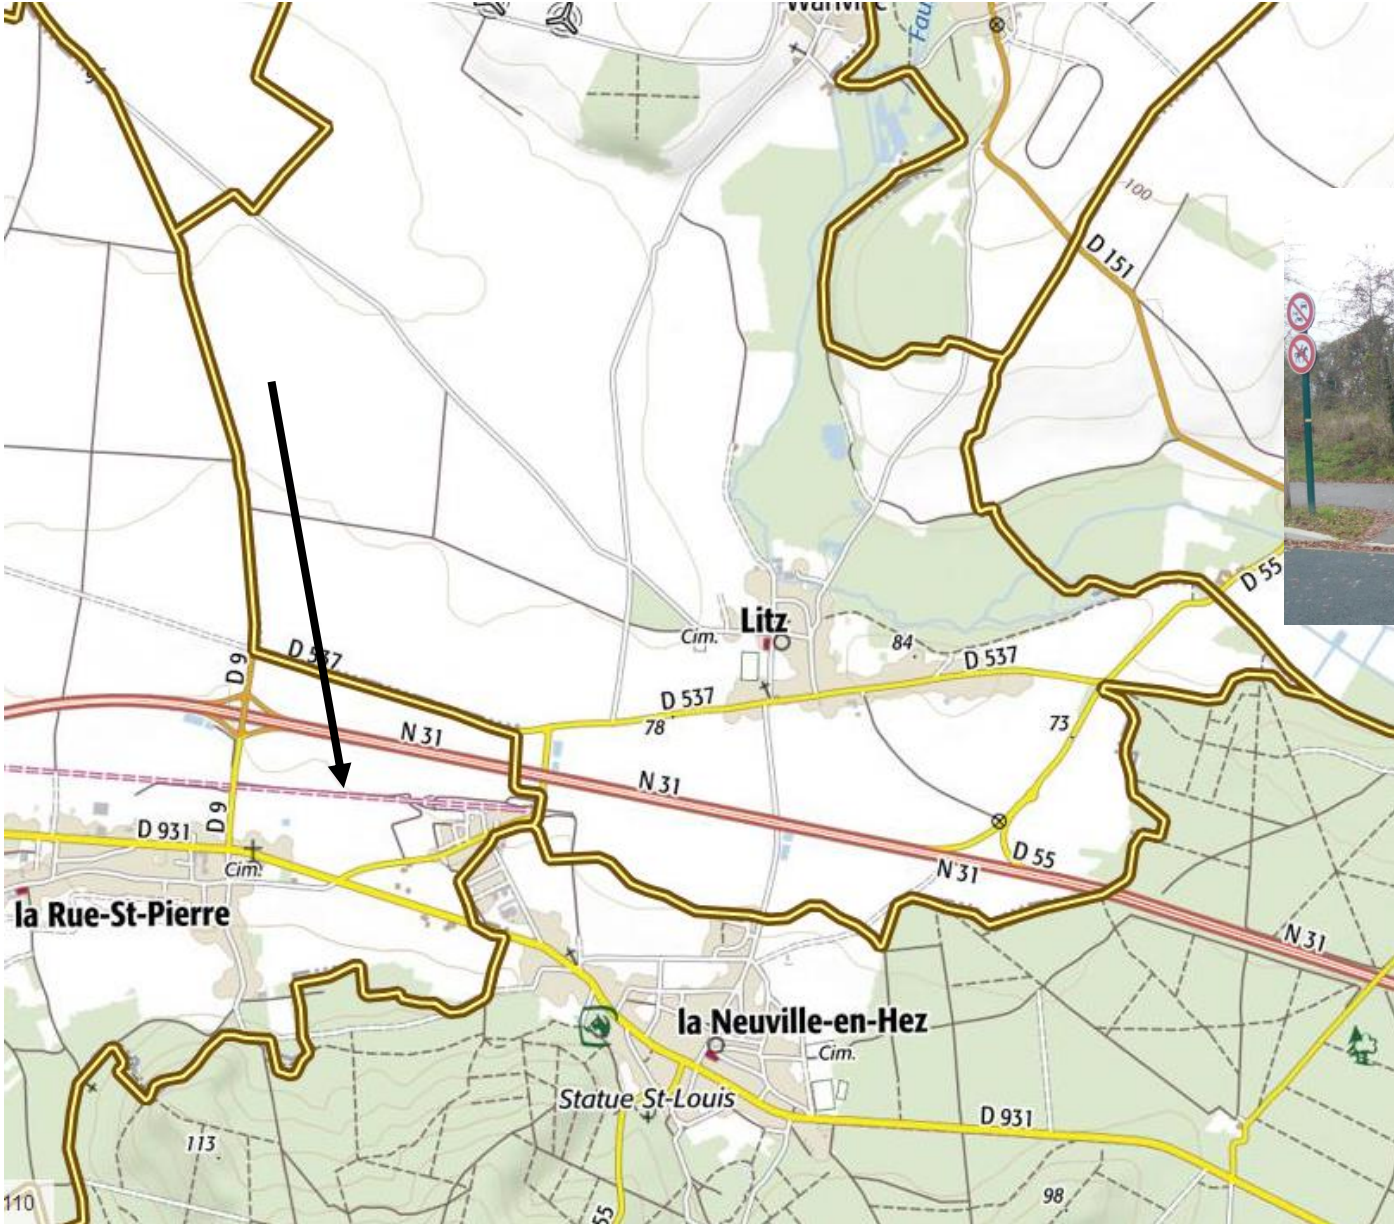 Fau
100
D 151
D 55
Litz
Cim.
84
D 537
D 537
D 9
D 537
78
73
N 31
N 31
D 9
D 931
Cim.
N 31
D 55
la Rue-St-Pierre
N 31
la Neuville-en-Hez
Cim.
Statue St-Louis
D 931
113
98
110
55